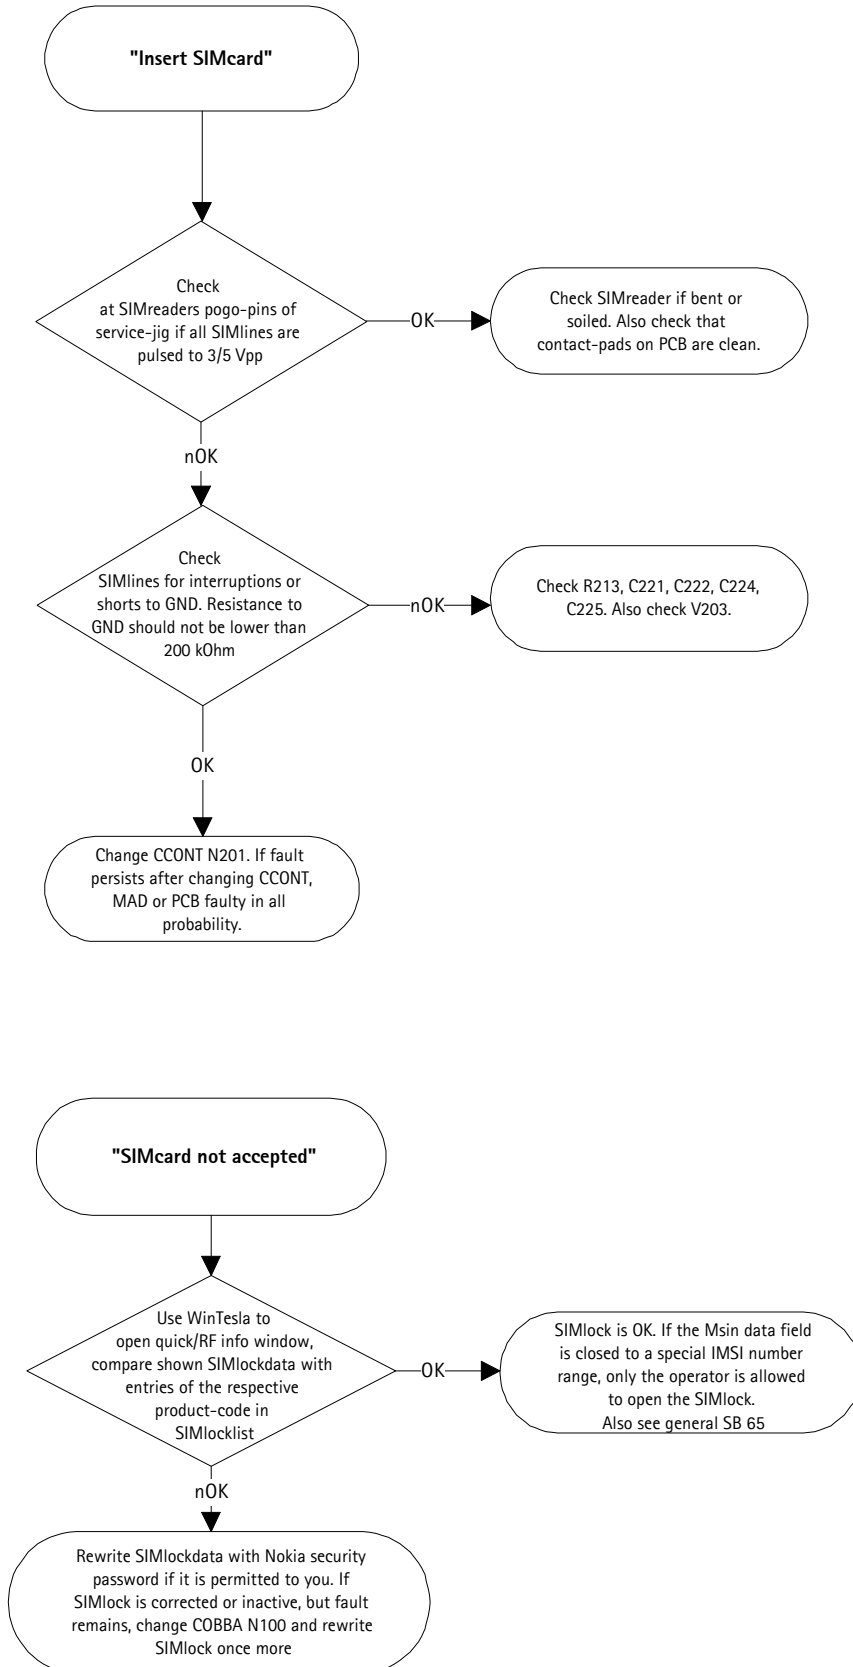 "Insert SIMcard"
Check
at SIMreaders pogo-pins of
service-jig if all SIMlines are
pulsed to 3/5 Vpp
OK
Check SIMreader if bent or
soiled. Also check that
contact-pads on PCB are clean.
nOK
Check
SIMlines for interruptions or
shorts to GND. Resistance to
GND should not be lower than
200 kOhm
nOK
Check R213, C221, C222, C224,
C225. Also check V203.
OK
Change CCONT N201. If fault
persists after changing CCONT,
MAD or PCB faulty in all
probability.
"SIMcard not accepted"
Use WinTesla to
open quick/RF info window,
compare shown SIMlockdata with
entries of the respective
product-code in
SIMlocklist
OK
SIMlock is OK. If the Msin data field
is closed to a special IMSI number
range, only the operator is allowed
to open the SIMlock.
Also see general SB 65
nOK
Rewrite SIMlockdata with Nokia security
password if it is permitted to you. If
SIMlock is corrected or inactive, but fault
remains, change COBBA N100 and rewrite
SIMlock once more